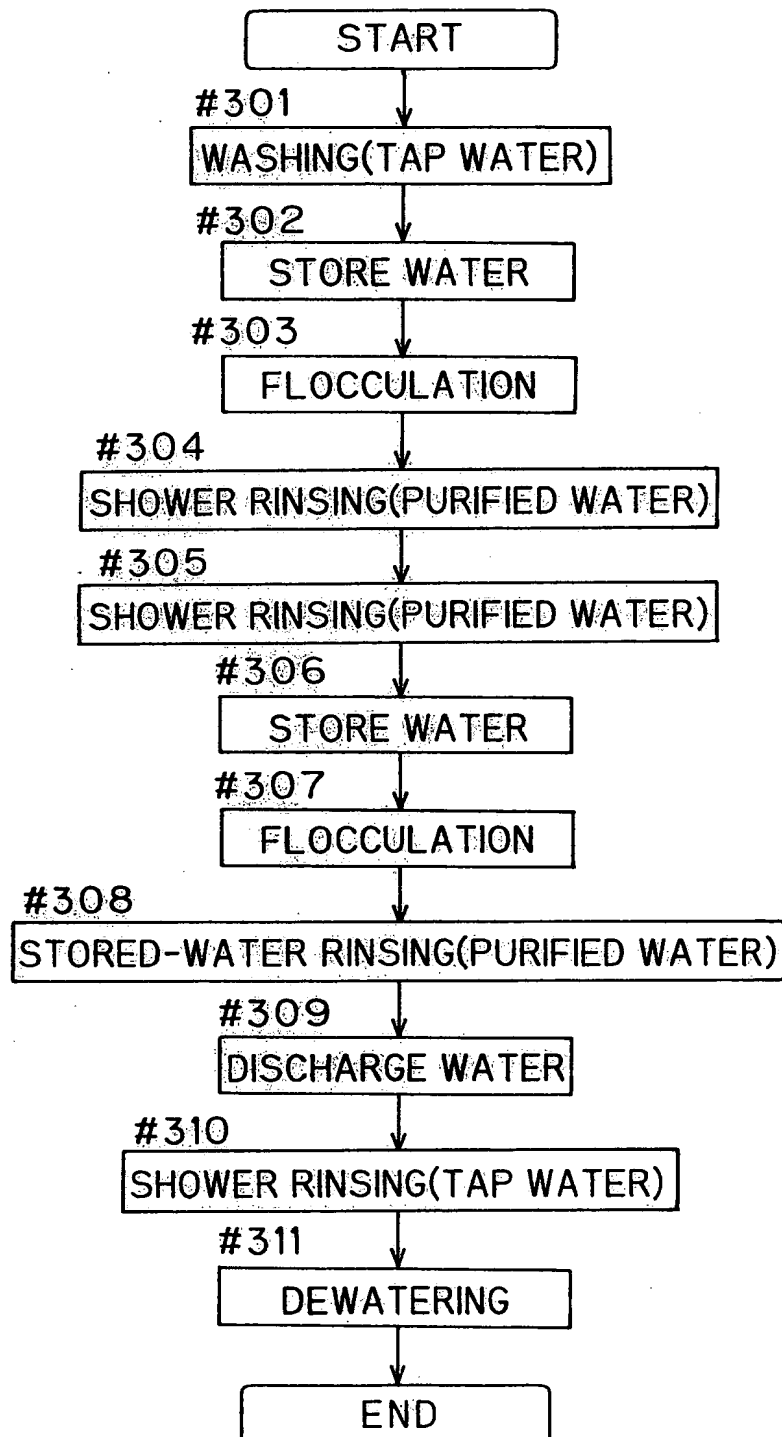 START
#301
WASHING(TAP WATER)
#302
STORE WATER
#303
FLOCCULATION
#304
SHOWER RINSING(PURIFIED WATER)
#305
SHOWER RINSING(PURIFIED WATER)
#306
STORE WATER
#307
FLOCCULATION
#308
STORED-WATER RINSING(PURIFIED WATER)
#309
DISCHARGE WATER
#310
SHOWER RINSING(TAP WATER)
#311
DEWATERING
END